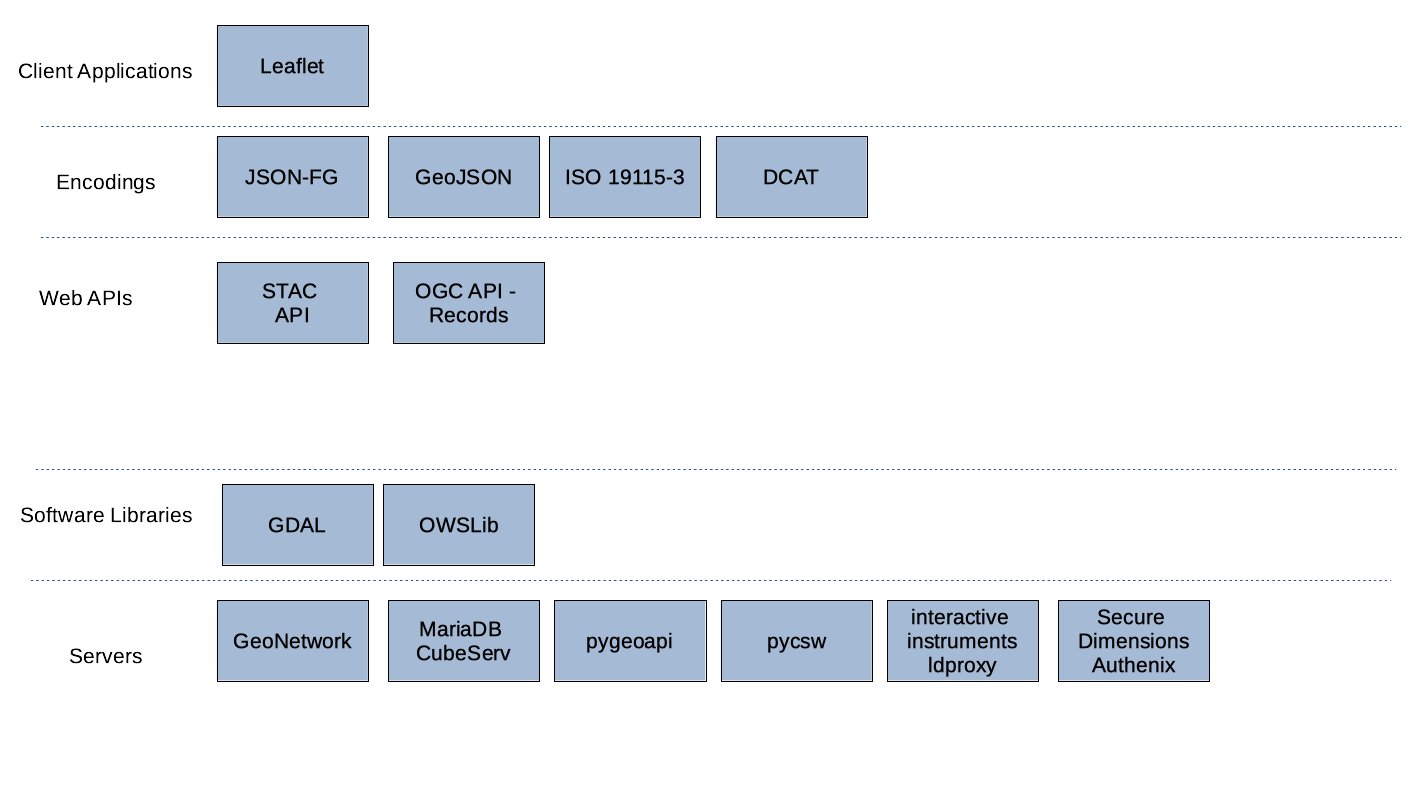 Client Applications
Leaflet
Encodings
JSON-FG
GeoJSON
ISO 19115-3
DCAT
Web APIs
STAC
API
OGC API -
Records
Software Libraries
GDAL
OWSLib
Servers
GeoNetwork
MariaDB
CubeServ
pygeoapi
pycsw
interactive
instruments
ldproxy
Secure
Dimensions
Authenix